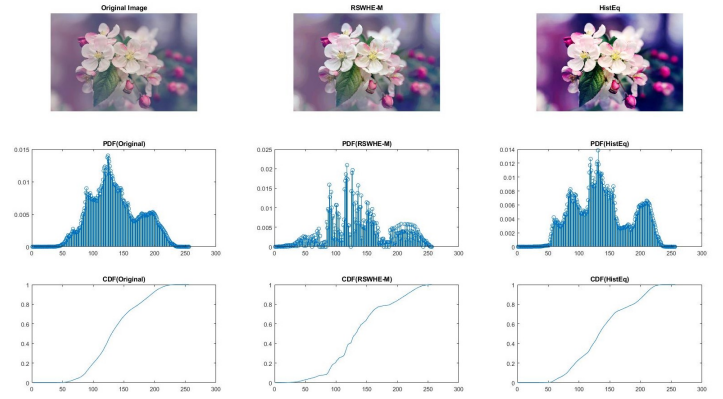 Original Image
RSWHE-M
HistEq
PDF(Original)
0.015
0.01
0.005
0
0 50 100 150 200 250 300
PDF(RSWHE-M)
0.025
0.02
0.015
0.01
0.005
0
0 50 100 150 200 250 300
PDF(HistEq)
0.014
0.012
0.01
0.008
0.006
0.004
0.002
0
0 50 100 150 200 250 300
CDF(Original)
1
0.8
0.6
0.4
0.2
0
0 50 100 150 200 250 300
CDF(RSWHE-M)
1
0.8
0.6
0.4
0.2
0
0 50 100 150 200 250 300
CDF(HistEq)
1
0.8
0.6
0.4
0.2
0
0 50 100 150 200 250 300